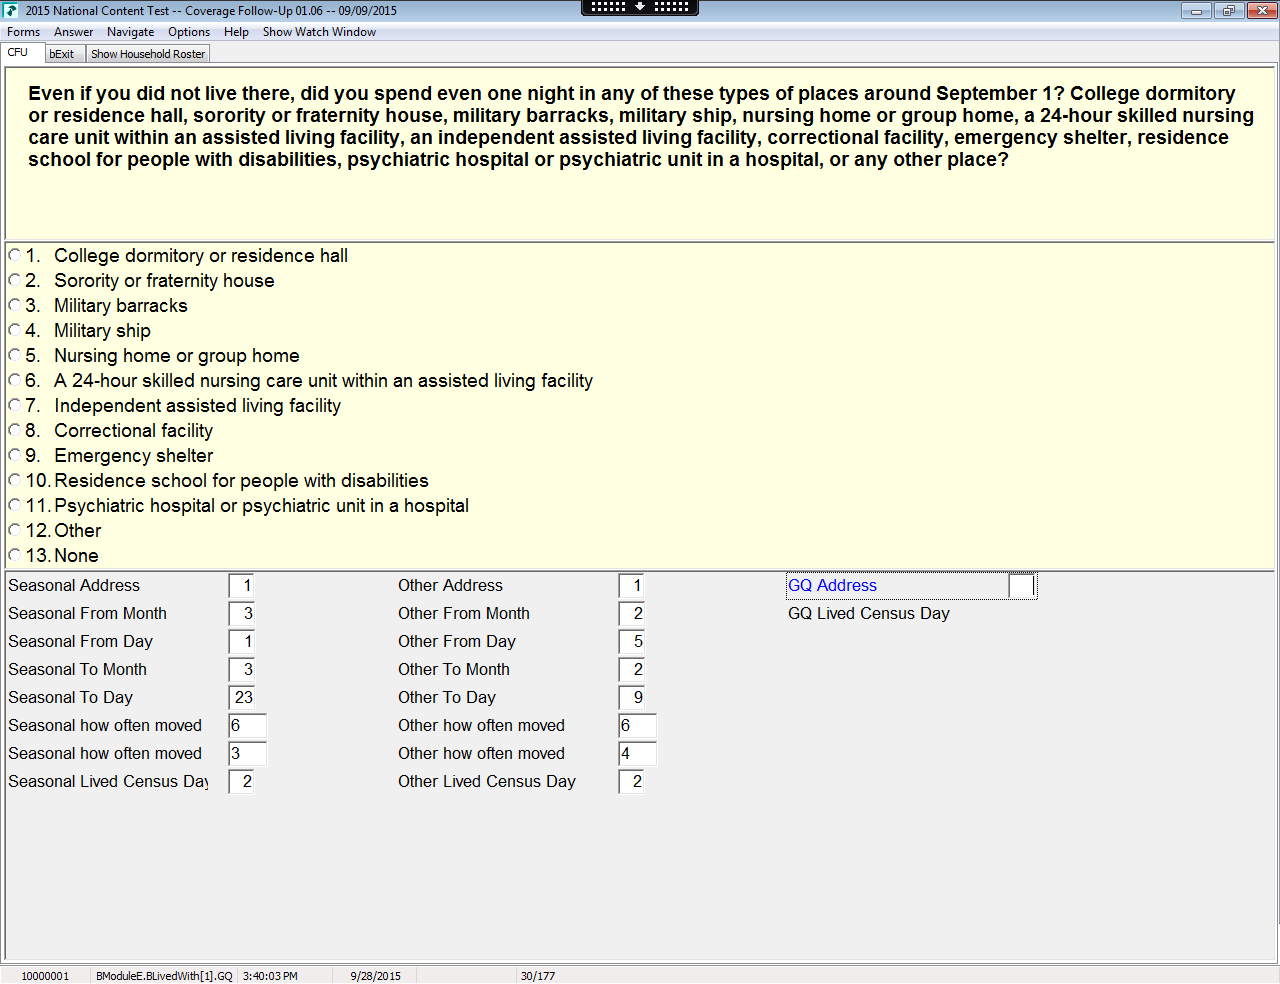 2015 National Content Test -- Coverage Follow-Up 01.06 -- 09/09/2015
Forms Answer Navigate Options Help Show Watch Window
CFU bExit Show Household Roster
Even if you did not live there, did you spend even one night in any of these types of places around September 1? College dormitory
or residence hall, sorority or fraternity house, military barracks, military ship, nursing home or group home, a 24-hour skilled nursing
care unit within an assisted living facility, an independent assisted living facility, correctional facility, emergency shelter, residence
school for people with disabilities, psychiatric hospital or psychiatric unit in a hospital, or any other place?
1. College dormitory or residence hall
2. Sorority or fraternity house
3. Military barracks
4. Military ship
5. Nursing home or group home
6. A 24-hour skilled nursing care unit within an assisted living facility
7. Independent assisted living facility
8. Correctional facility
9. Emergency shelter
10. Residence school for people with disabilities
11. Psychiatric hospital or psychiatric unit in a hospital
12. Other
13. None
Seasonal Address 1 Other Address 1 GQ Address
Seasonal From Month 3 Other From Month 2 GQ Lived Census Day
Seasonal From Day 1 Other From Day 5
Seasonal To Month 3 Other To Month 2
Seasonal To Day 23 Other To Day 9
Seasonal how often moved 6 Other how often moved 6
Seasonal how often moved 3 Other how often moved 4
Seasonal Lived Census Day 2 Other Lived Census Day 2
10000001 BModuleE.BLivedWith[1].GQ 3:40:03 PM 9/28/2015 30/177